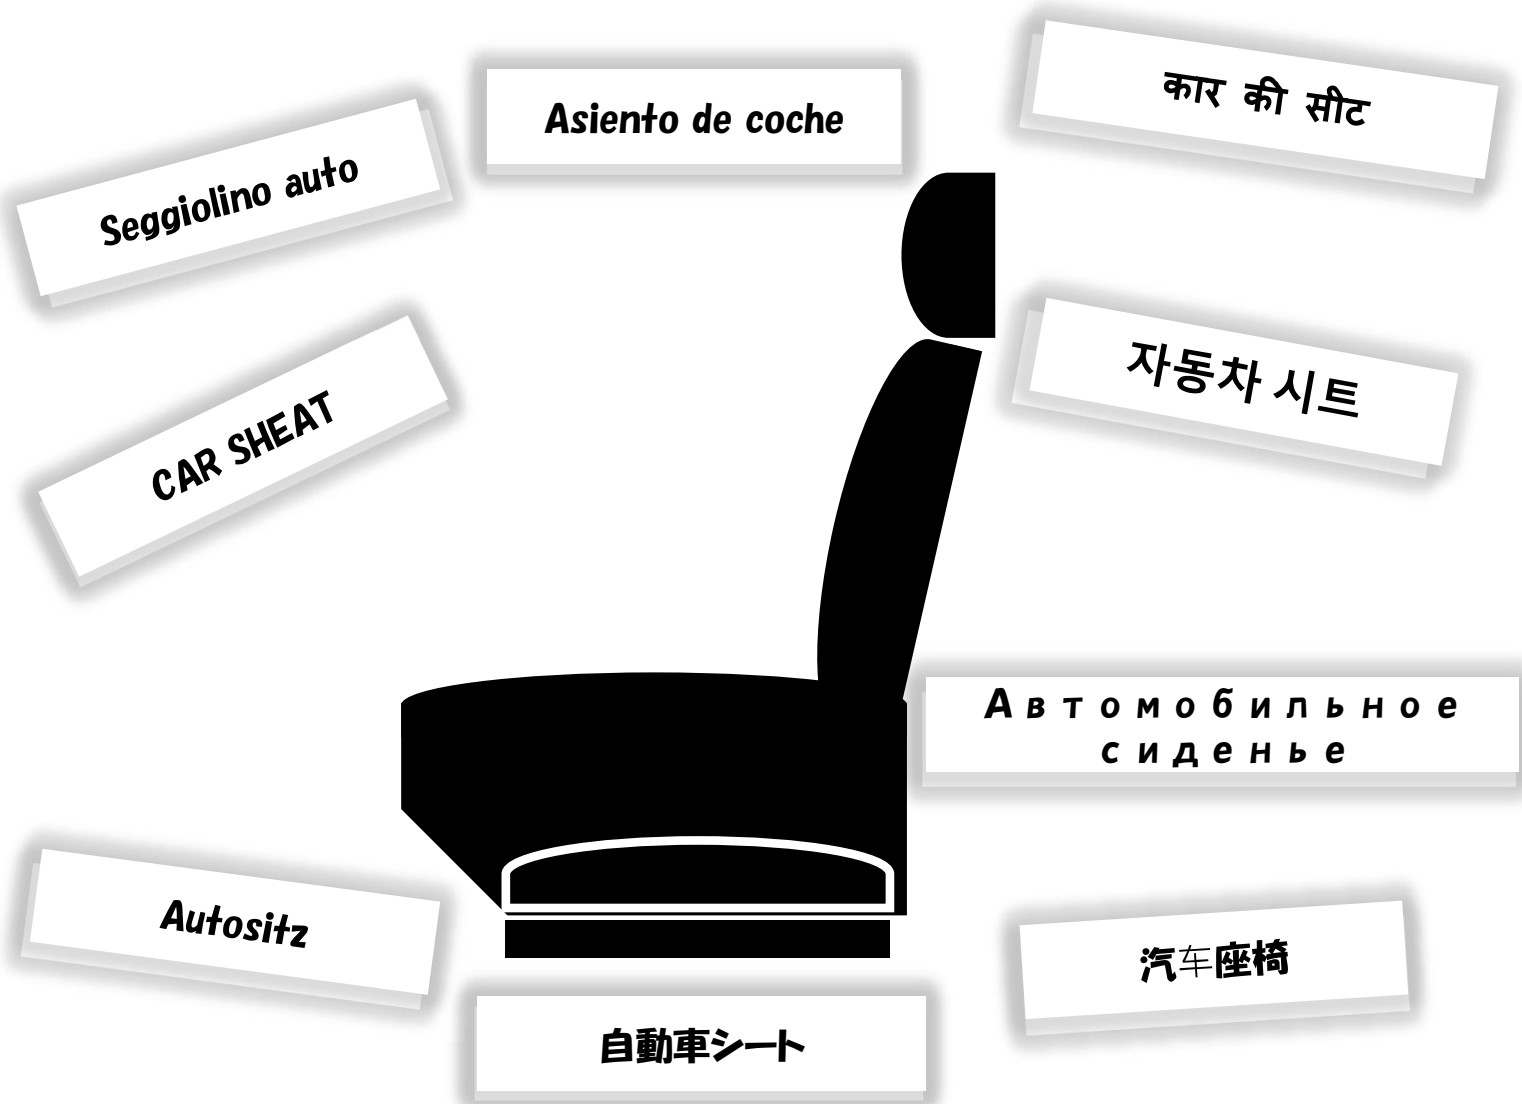 Asiento de coche
कार की सीट
Seggiolino auto
자동차 시트
CAR SHEAT
Автомобильное
сиденье
Autositz
汽车座椅
自動車シート